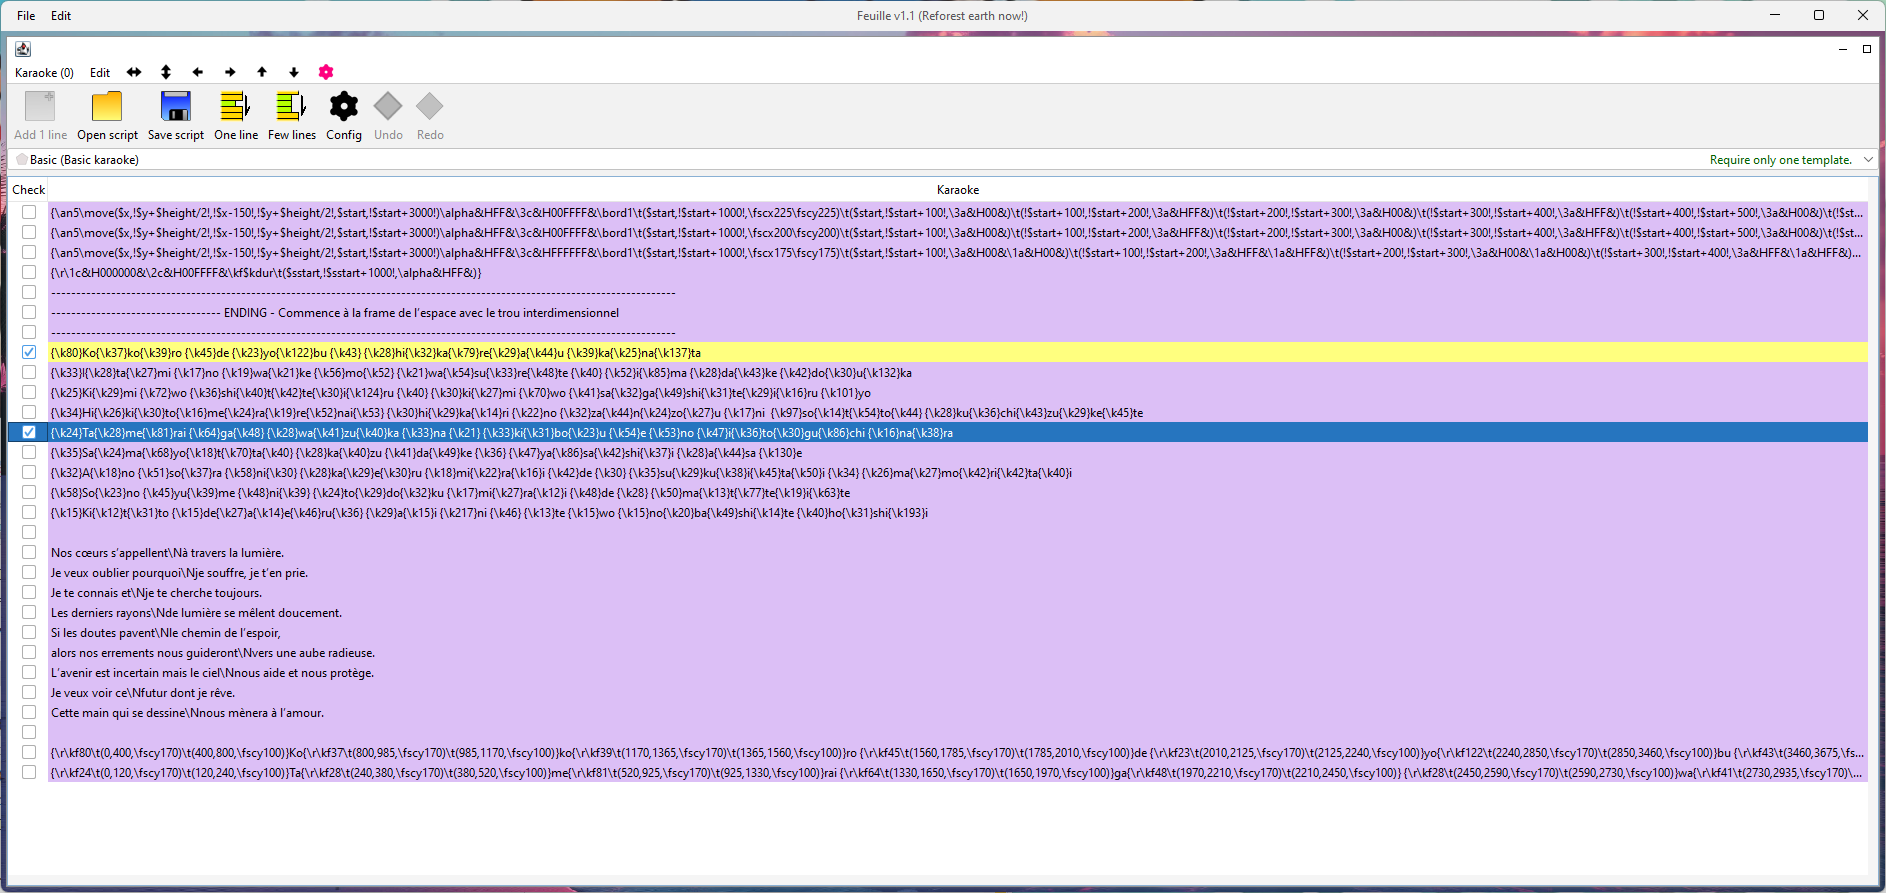 File Edit Feuille v1.1 (Reforest earth now!)
Karaoke (0) Edit
Add 1 line Open script Save script One line Few lines Config Undo Redo
Basic (Basic karaoke) Require only one template.
Check Karaoke
{\an5\move($x,!$y+$height/2!,!$x-150!,!$y+$height/2!,$start,!$start+3000!)\alpha&HFF&\3c&H00FFFF&\bord1\t($start,!$start+1000!,\fscx225\fscy225)\t($start,!$start+100!,\3a&H00&)\t(!$start+100!,!$start+200!,\3a&HFF&)\t(!$start+200!,!$start+300!,\3a&H00&)\t(!$start+300!,!$start+400!,\3a&HFF&)\t(!$start+400!,!$start+500!,\3a&H00&)\t(!$st...
{\an5\move($x,!$y+$height/2!,!$x-150!,!$y+$height/2!,$start,!$start+3000!)\alpha&HFF&\3c&H00FFFF&\bord1\t($start,!$start+1000!,\fscx200\fscy200)\t($start,!$start+100!,\3a&H00&)\t(!$start+100!,!$start+200!,\3a&HFF&)\t(!$start+200!,!$start+300!,\3a&H00&)\t(!$start+300!,!$start+400!,\3a&HFF&)\t(!$start+400!,!$start+500!,\3a&H00&)\t(!$st...
{\an5\move($x,!$y+$height/2!,!$x-150!,!$y+$height/2!,$start,!$start+3000!)\alpha&HFF&\3c&HFFFFFF&\bord1\t($start,!$start+1000!,\fscx175\fscy175)\t($start,!$start+100!,\3a&H00&\1a&H00&)\t(!$start+100!,!$start+200!,\3a&HFF&\1a&HFF&)\t(!$start+200!,!$start+300!,\3a&H00&\1a&H00&)\t(!$start+300!,!$start+400!,\3a&HFF&\1a&HFF&)...
{\r\1c&H000000&\2c&H00FFFF&\kf$kdur\t($sstart,!$sstart+1000!,\alpha&HFF&)}
-----------------------------------------------------------------------------------------------------------------------------
---------------------------------- ENDING - Commence à la frame de l'espace avec le trou interdimensionnel
-----------------------------------------------------------------------------------------------------------------------------
{\k80}Ko{\k37}ko{\k39}ro {\k45}de {\k23}yo{\k122}bu {\k43} {\k28}hi{\k32}ka{\k79}re{\k29}a{\k44}u {\k39}ka{\k25}na{\k137}ta
{\k33}I{\k28}ta{\k27}mi {\k17}no {\k19}wa{\k21}ke {\k56}mo{\k52} {\k21}wa{\k54}su{\k33}re{\k48}te {\k40} {\k52}i{\k85}ma {\k28}da{\k43}ke {\k42}do{\k30}u{\k132}ka
{\k25}Ki{\k29}mi {\k72}wo {\k36}shi{\k40}t{\k42}te{\k30}i{\k124}ru {\k40} {\k30}ki{\k27}mi {\k70}wo {\k41}sa{\k32}ga{\k49}shi{\k31}te{\k29}i{\k16}ru {\k101}yo
{\k34}Hi{\k26}ki{\k30}to{\k16}me{\k24}ra{\k19}re{\k52}nai{\k53} {\k30}hi{\k29}ka{\k14}ri {\k22}no {\k32}za{\k44}n{\k24}zo{\k27}u {\k17}ni  {\k97}so{\k14}t{\k54}to{\k44} {\k28}ku{\k36}chi{\k43}zu{\k29}ke{\k45}te
{\k24}Ta{\k28}me{\k81}rai {\k64}ga{\k48} {\k28}wa{\k41}zu{\k40}ka {\k33}na {\k21} {\k33}ki{\k31}bo{\k23}u {\k54}e {\k53}no {\k47}i{\k36}to{\k30}gu{\k86}chi {\k16}na{\k38}ra
{\k35}Sa{\k24}ma{\k68}yo{\k18}t{\k70}ta{\k40} {\k28}ka{\k40}zu {\k41}da{\k49}ke {\k36} {\k47}ya{\k86}sa{\k42}shi{\k37}i {\k28}a{\k44}sa {\k130}e
{\k32}A{\k18}no {\k51}so{\k37}ra {\k58}ni{\k30} {\k28}ka{\k29}e{\k30}ru {\k18}mi{\k22}ra{\k16}i {\k42}de {\k30} {\k35}su{\k29}ku{\k38}i{\k45}ta{\k50}i {\k34} {\k26}ma{\k27}mo{\k42}ri{\k42}ta{\k40}i
{\k58}So{\k23}no {\k45}yu{\k39}me {\k48}ni{\k39} {\k24}to{\k29}do{\k32}ku {\k17}mi{\k27}ra{\k12}i {\k48}de {\k28} {\k50}ma{\k13}t{\k77}te{\k19}i{\k63}te
{\k15}Ki{\k12}t{\k31}to {\k15}de{\k27}a{\k14}e{\k46}ru{\k36} {\k29}a{\k15}i {\k217}ni {\k46} {\k13}te {\k15}wo {\k15}no{\k20}ba{\k49}shi{\k14}te {\k40}ho{\k31}shi{\k193}i
Nos cœurs s'appellent\Nà travers la lumière.
Je veux oublier pourquoi\Nje souffre, je t'en prie.
Je te connais et\Nje te cherche toujours.
Les derniers rayons\Nde lumière se mêlent doucement.
Si les doutes pavent\Nle chemin de l'espoir,
alors nos errements nous guideront\Nvers une aube radieuse.
L'avenir est incertain mais le ciel\Nnous aide et nous protège.
Je veux voir ce\Nfutur dont je rêve.
Cette main qui se dessine\Nnous mènera à l'amour.
{\r\kf80\t(0,400,\fscy170)\t(400,800,\fscy100)}Ko{\r\kf37\t(800,985,\fscy170)\t(985,1170,\fscy100)}ko{\r\kf39\t(1170,1365,\fscy170)\t(1365,1560,\fscy100)}ro {\r\kf45\t(1560,1785,\fscy170)\t(1785,2010,\fscy100)}de {\r\kf23\t(2010,2125,\fscy170)\t(2125,2240,\fscy100)}yo{\r\kf122\t(2240,2850,\fscy170)\t(2850,3460,\fscy100)}bu {\r\kf43\t(3460,3675,\fs...
{\r\kf24\t(0,120,\fscy170)\t(120,240,\fscy100)}Ta{\r\kf28\t(240,380,\fscy170)\t(380,520,\fscy100)}me{\r\kf81\t(520,925,\fscy170)\t(925,1330,\fscy100)}rai {\r\kf64\t(1330,1650,\fscy170)\t(1650,1970,\fscy100)}ga{\r\kf48\t(1970,2210,\fscy170)\t(2210,2450,\fscy100)} {\r\kf28\t(2450,2590,\fscy170)\t(2590,2730,\fscy100)}wa{\r\kf41\t(2730,2935,\fscy170)\...